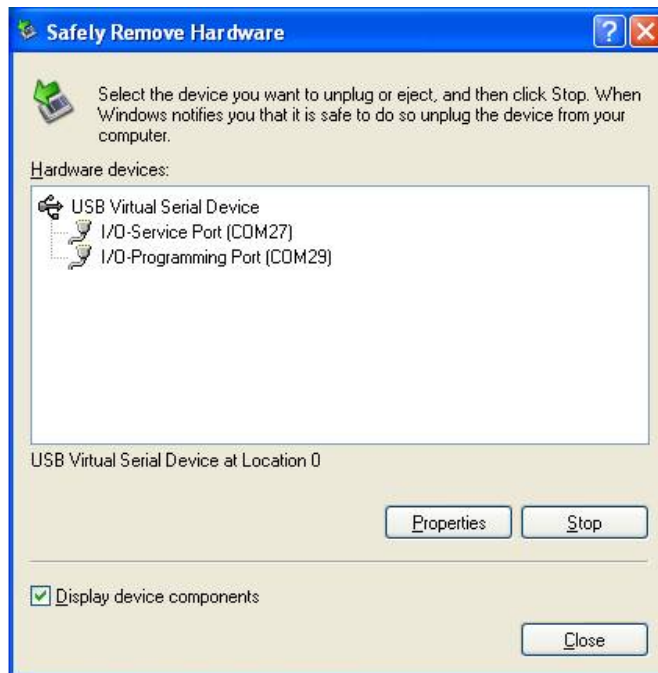 Safely Remove Hardware
Select the device you want to unplug or eject, and then click Stop. When
Windows notifies you that it is safe to do so unplug the device from your
computer.
Hardware devices:
USB Virtual Serial Device
I/O-Service Port (COM27)
I/O-Programming Port (COM29)
USB Virtual Serial Device at Location 0
Properties Stop
Display device components
Close